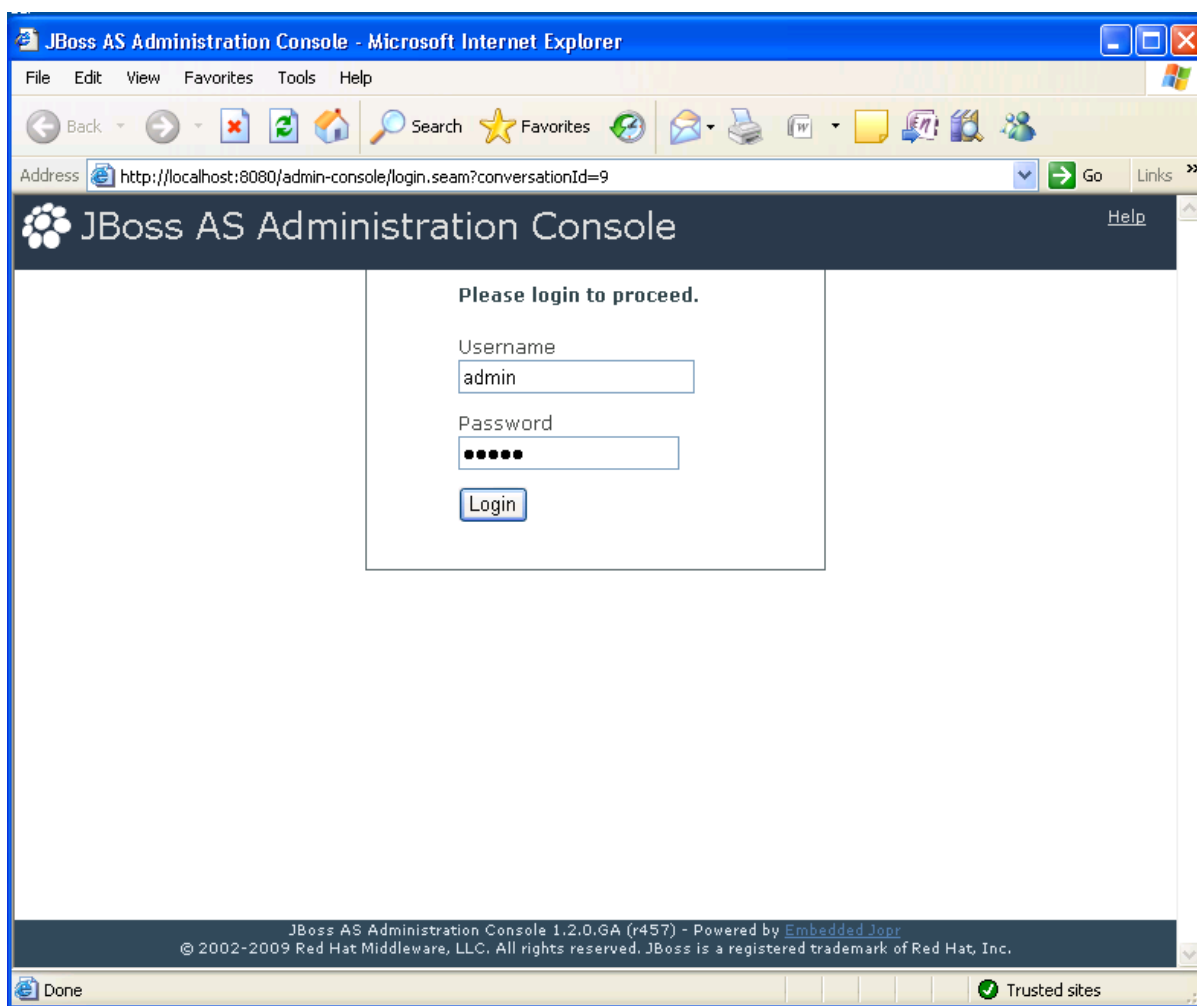 JBoss AS Administration Console - Microsoft Internet Explorer
File Edit View Favorites Tools Help
Back Search Favorites
Address http://localhost:8080/admin-console/login.seam?conversationId=9 Go Links »
JBoss AS Administration Console Help
Please login to proceed.
Username
admin
Password
•••••
Login
JBoss AS Administration Console 1.2.0.GA (r457) - Powered by Embedded Jopr
© 2002-2009 Red Hat Middleware, LLC. All rights reserved. JBoss is a registered trademark of Red Hat, Inc.
Done Trusted sites